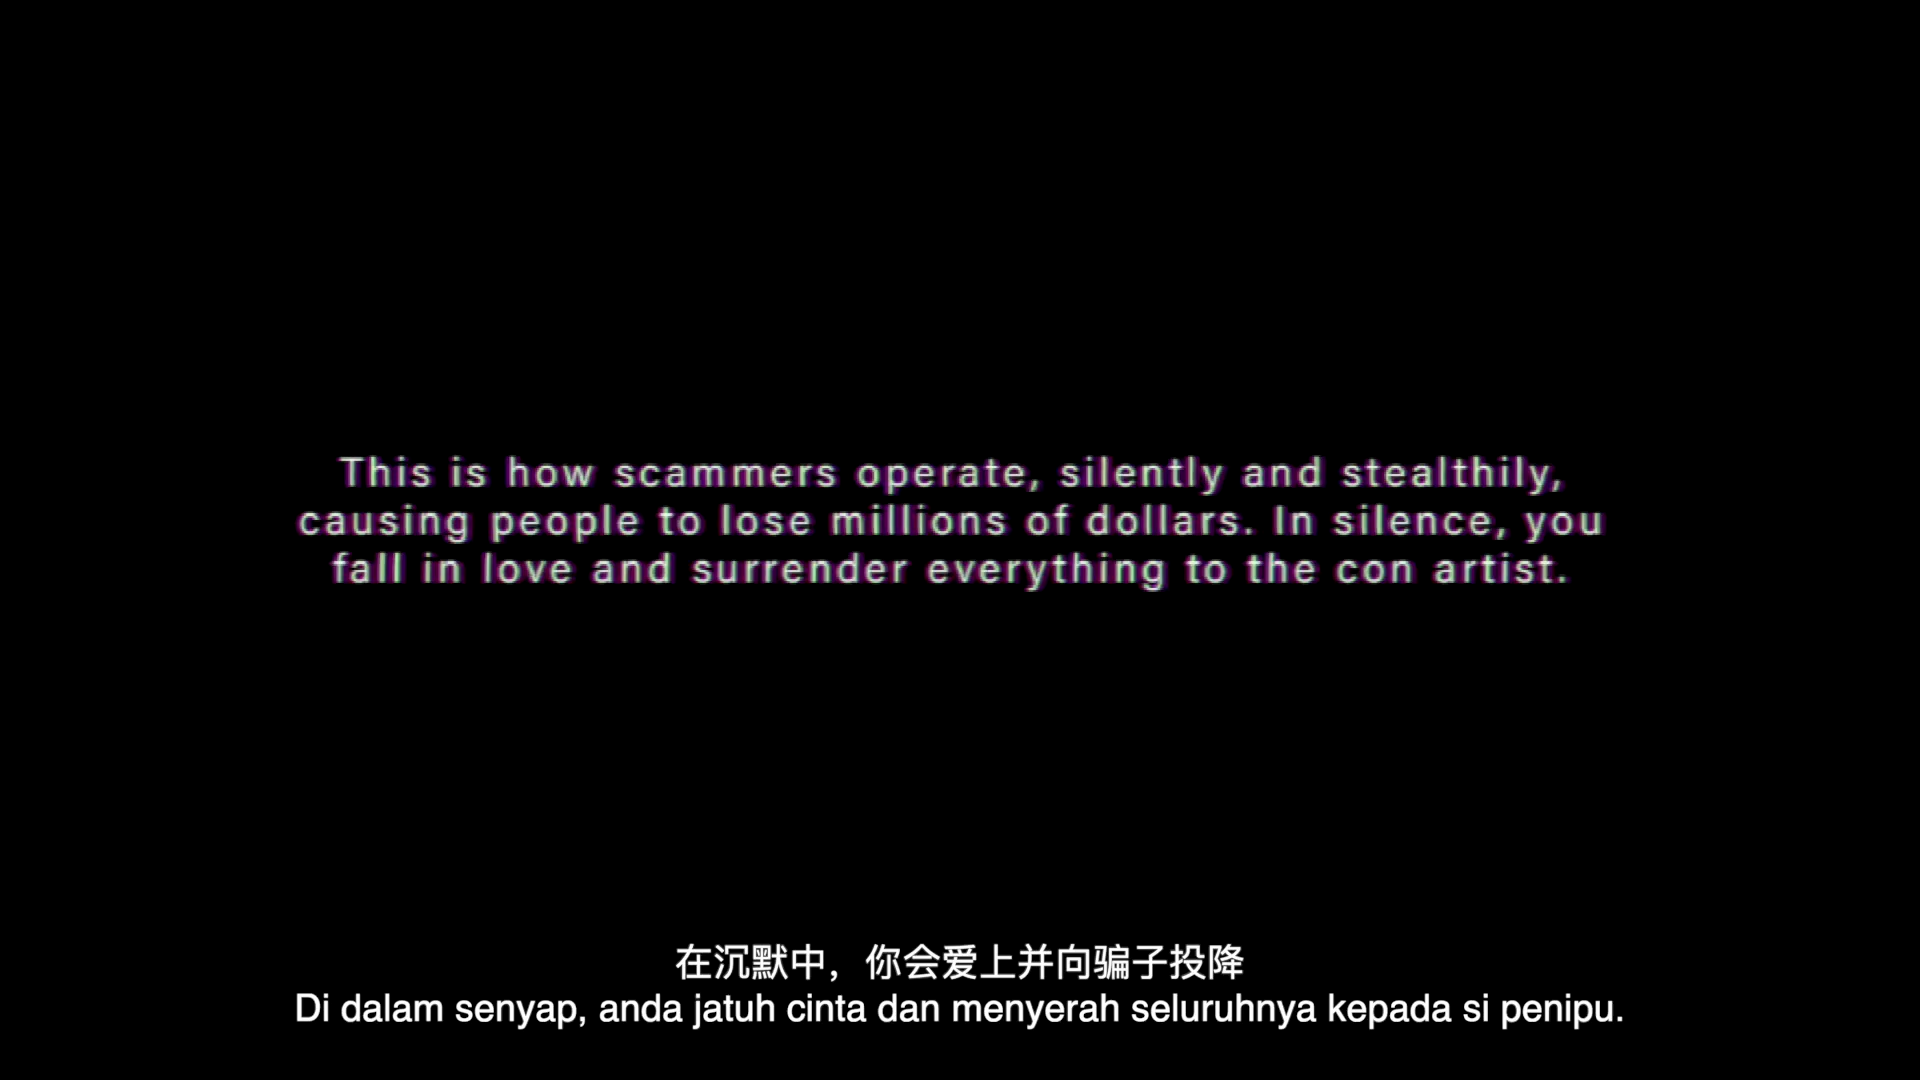 This is how scammers operate, silently and stealthily,
causing people to lose millions of dollars. In silence, you
fall in love and surrender everything to the con artist.
在沉默中，你会爱上并向骗子投降
Di dalam senyap, anda jatuh cinta dan menyerah seluruhnya kepada si penipu.